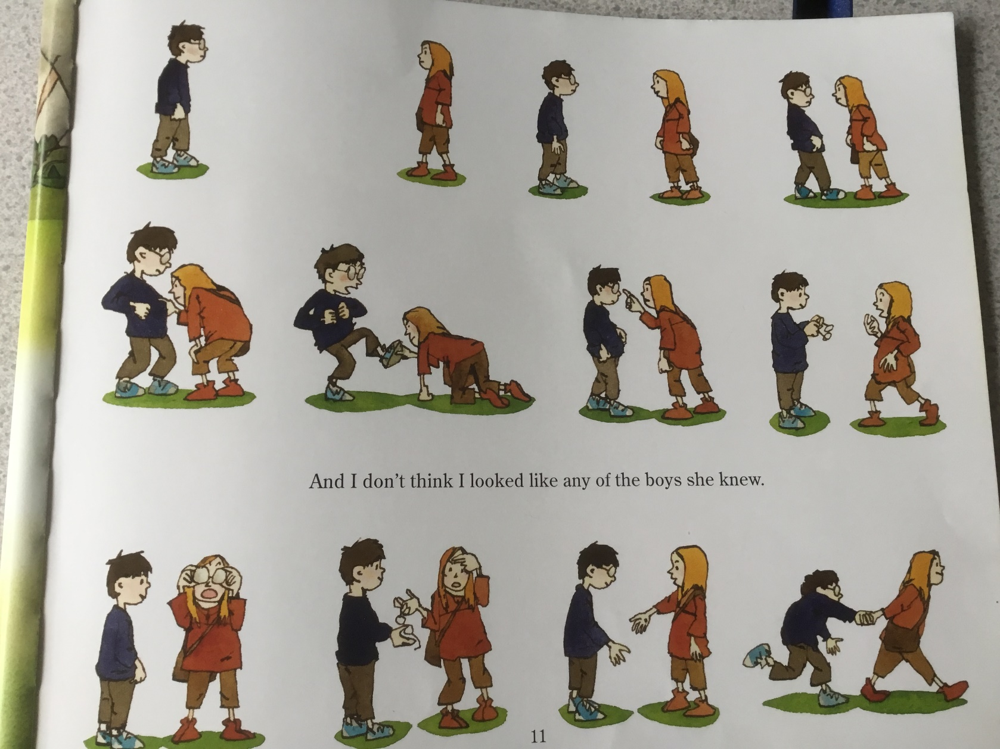 And I don't think I looked like any of the boys she knew.
11